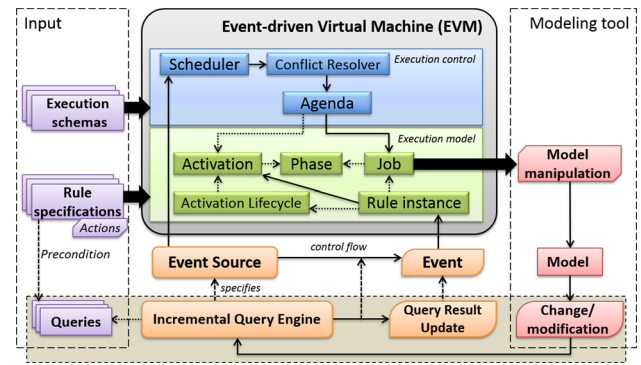 Input
Event-driven Virtual Machine (EVM)
Modeling tool
Scheduler
Conflict Resolver
Execution control
Agenda
Execution
schemas
Execution model
Activation
Phase
Job
Model
manipulation
Rule
specifications
Actions
Activation Lifecycle
Rule instance
Precondition
control flow
Event Source
Event
Model
specifies
Queries
Incremental Query Engine
Query Result
Update
Change/
modification